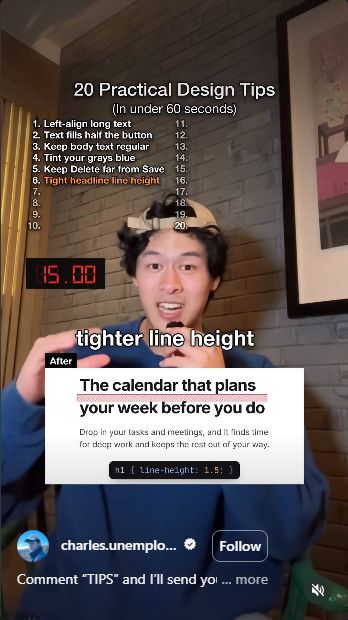 20 Practical Design Tips
(In under 60 seconds)
1. Left-align long text
2. Text fills half the button
3. Keep body text regular
4. Tint your grays blue
5. Keep Delete far from Save
6. Tight headline line height
7.
8.
9.
10.
11.
12.
13.
14.
15.
16.
17.
18.
19.
20.
15.00
tighter line height
After
The calendar that plans
your week before you do
Drop in your tasks and meetings, and it finds time
for deep work and keeps the rest out of your way.
h1 { line-height: 1.5; }
charles.unemplo...
Follow
Comment “TIPS” and I’ll send you ... more